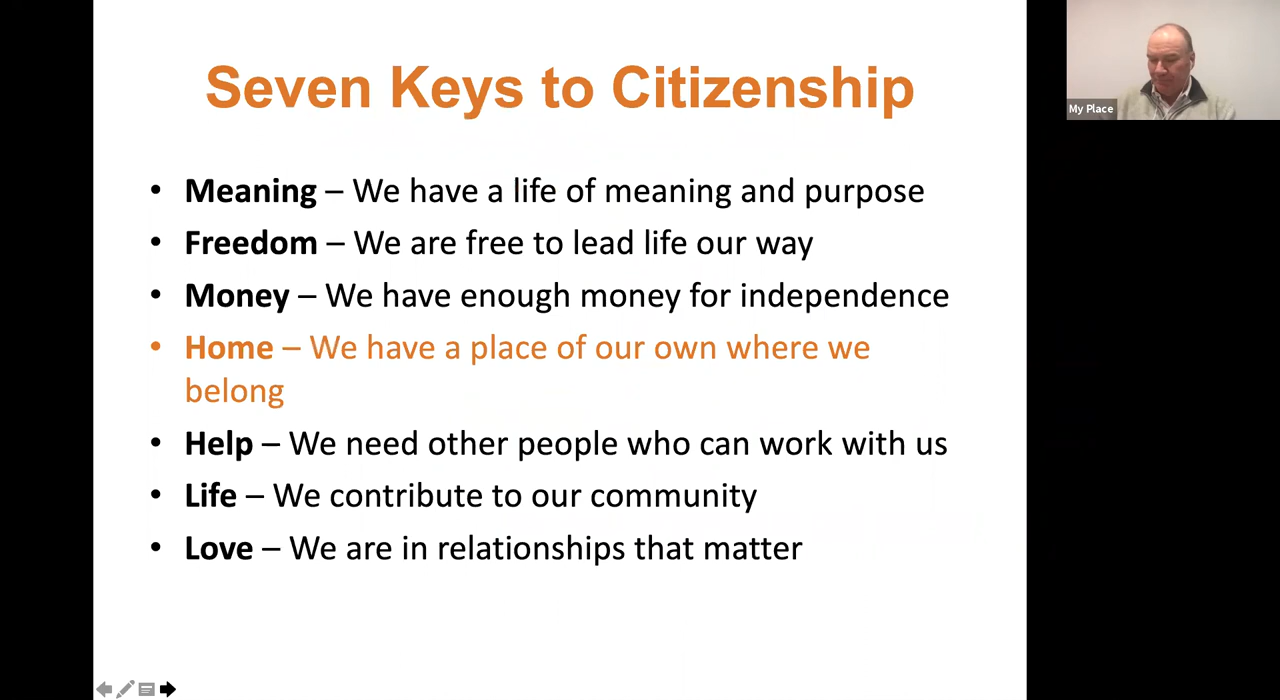 Seven Keys to Citizenship
• Meaning – We have a life of meaning and purpose
• Freedom – We are free to lead life our way
• Money – We have enough money for independence
• Home – We have a place of our own where we
belong
• Help – We need other people who can work with us
• Life – We contribute to our community
• Love – We are in relationships that matter
My Place